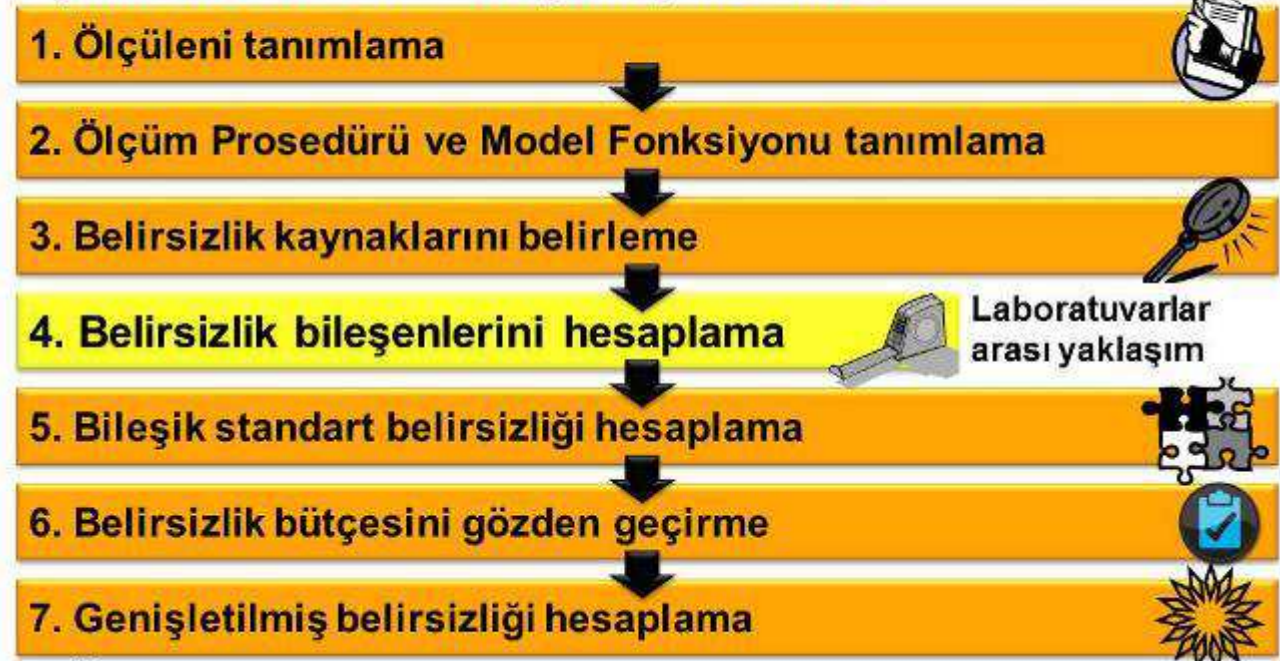 1. Ölçüleni tanımlama
2. Ölçüm Prosedürü ve Model Fonksiyonu tanımlama
3. Belirsizlik kaynaklarını belirleme
4. Belirsizlik bileşenlerini hesaplama
Laboratuvarlar
arası yaklaşım
5. Bileşik standart belirsizliği hesaplama
6. Belirsizlik bütçesini gözden geçirme
7. Genişletilmiş belirsizliği hesaplama